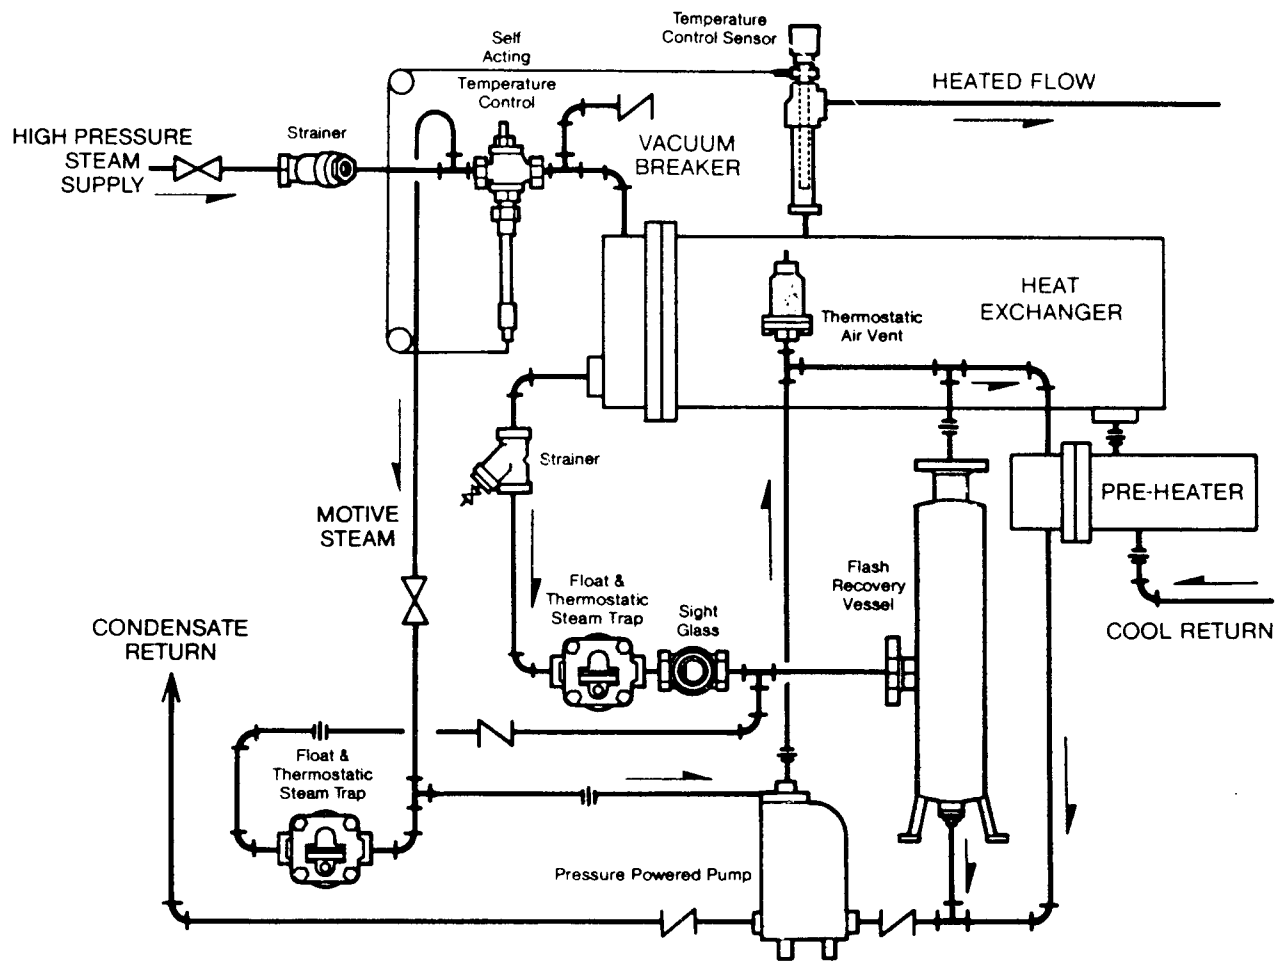 Temperature
Control Sensor
Self
Acting
Temperature
Control
HEATED FLOW
HIGH PRESSURE
STEAM
SUPPLY
Strainer
VACUUM
BREAKER
HEAT
EXCHANGER
Thermostatic
Air Vent
Strainer
PRE-HEATER
MOTIVE
STEAM
Flash
Recovery
Vessel
Float &
Thermostatic
Steam Trap
Sight
Glass
COOL RETURN
CONDENSATE
RETURN
Float &
Thermostatic
Steam Trap
Pressure Powered Pump